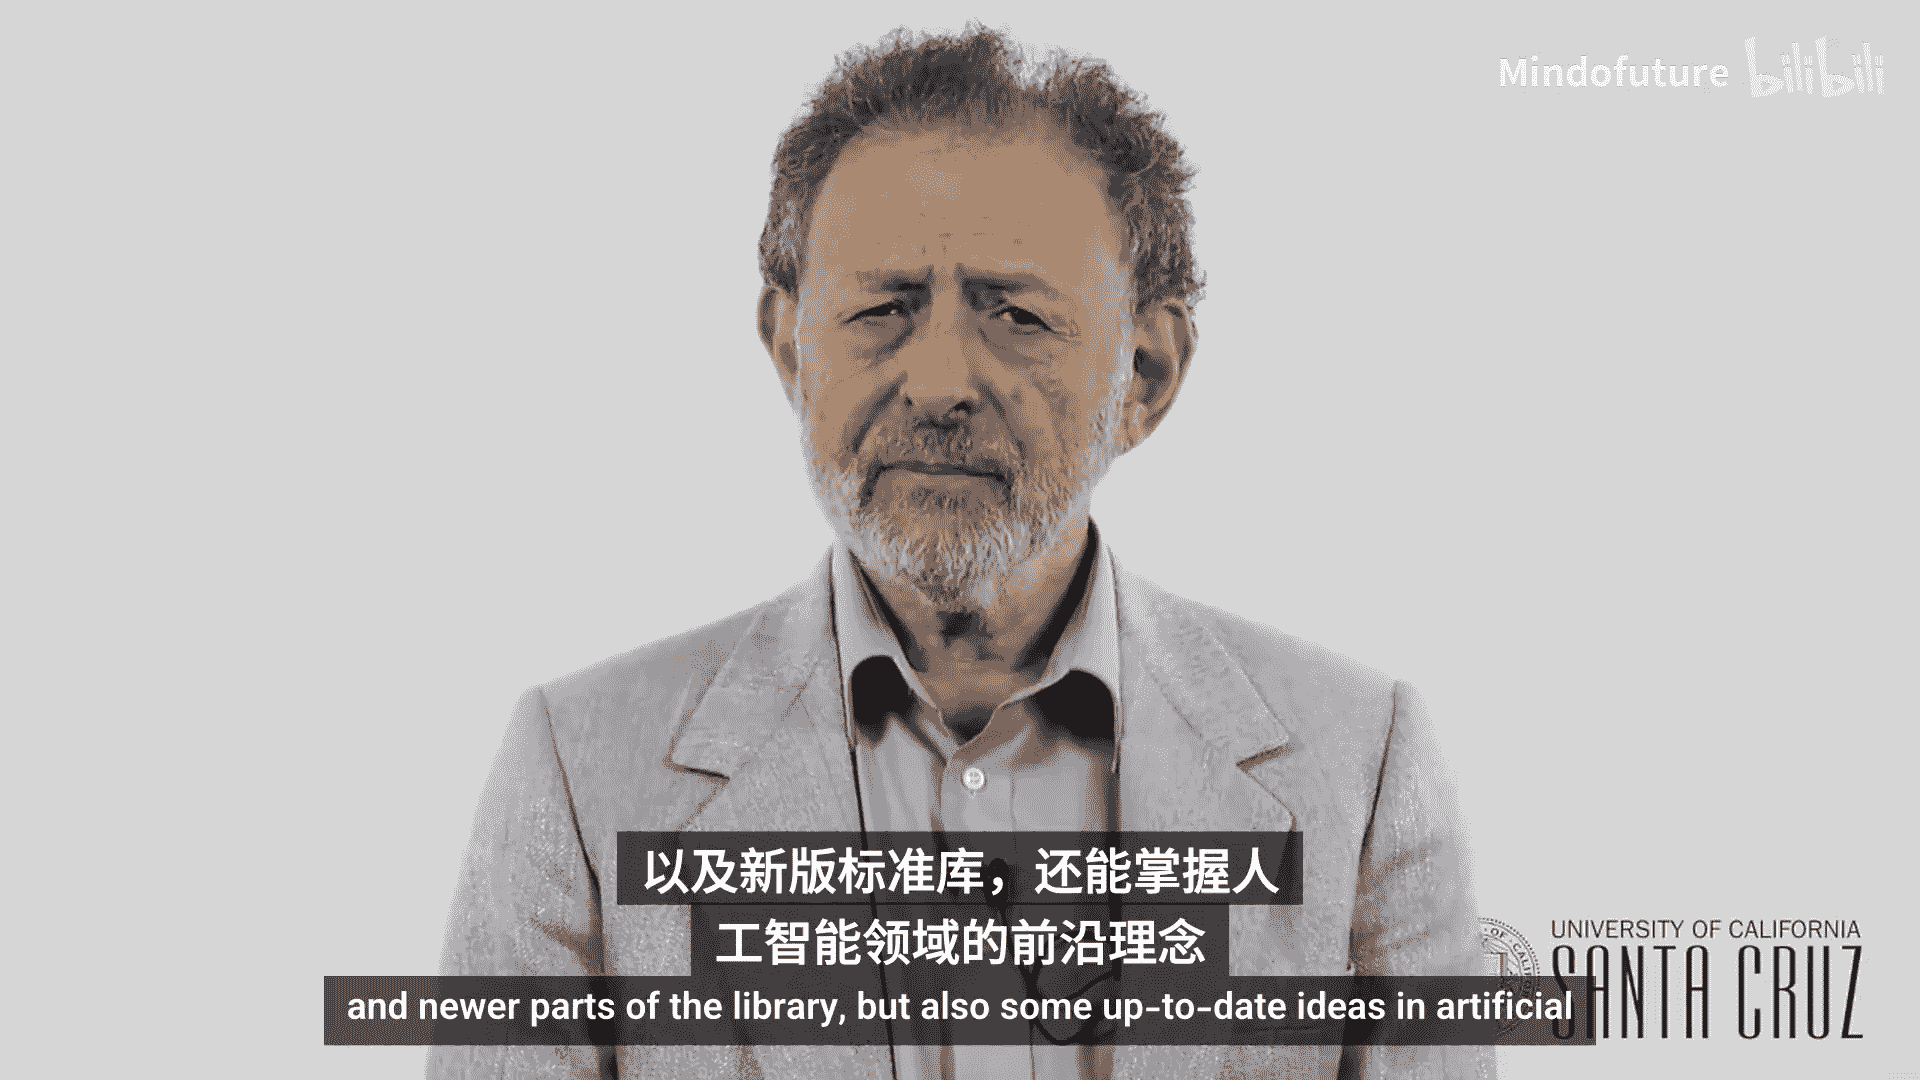 Mindofuture bilibili
以及新版标准库，还能掌握人
工智能领域的前沿理念
and newer parts of the library, but also some up-to-date ideas in artificial
UNIVERSITY OF CALIFORNIA
SANTA CRUZ